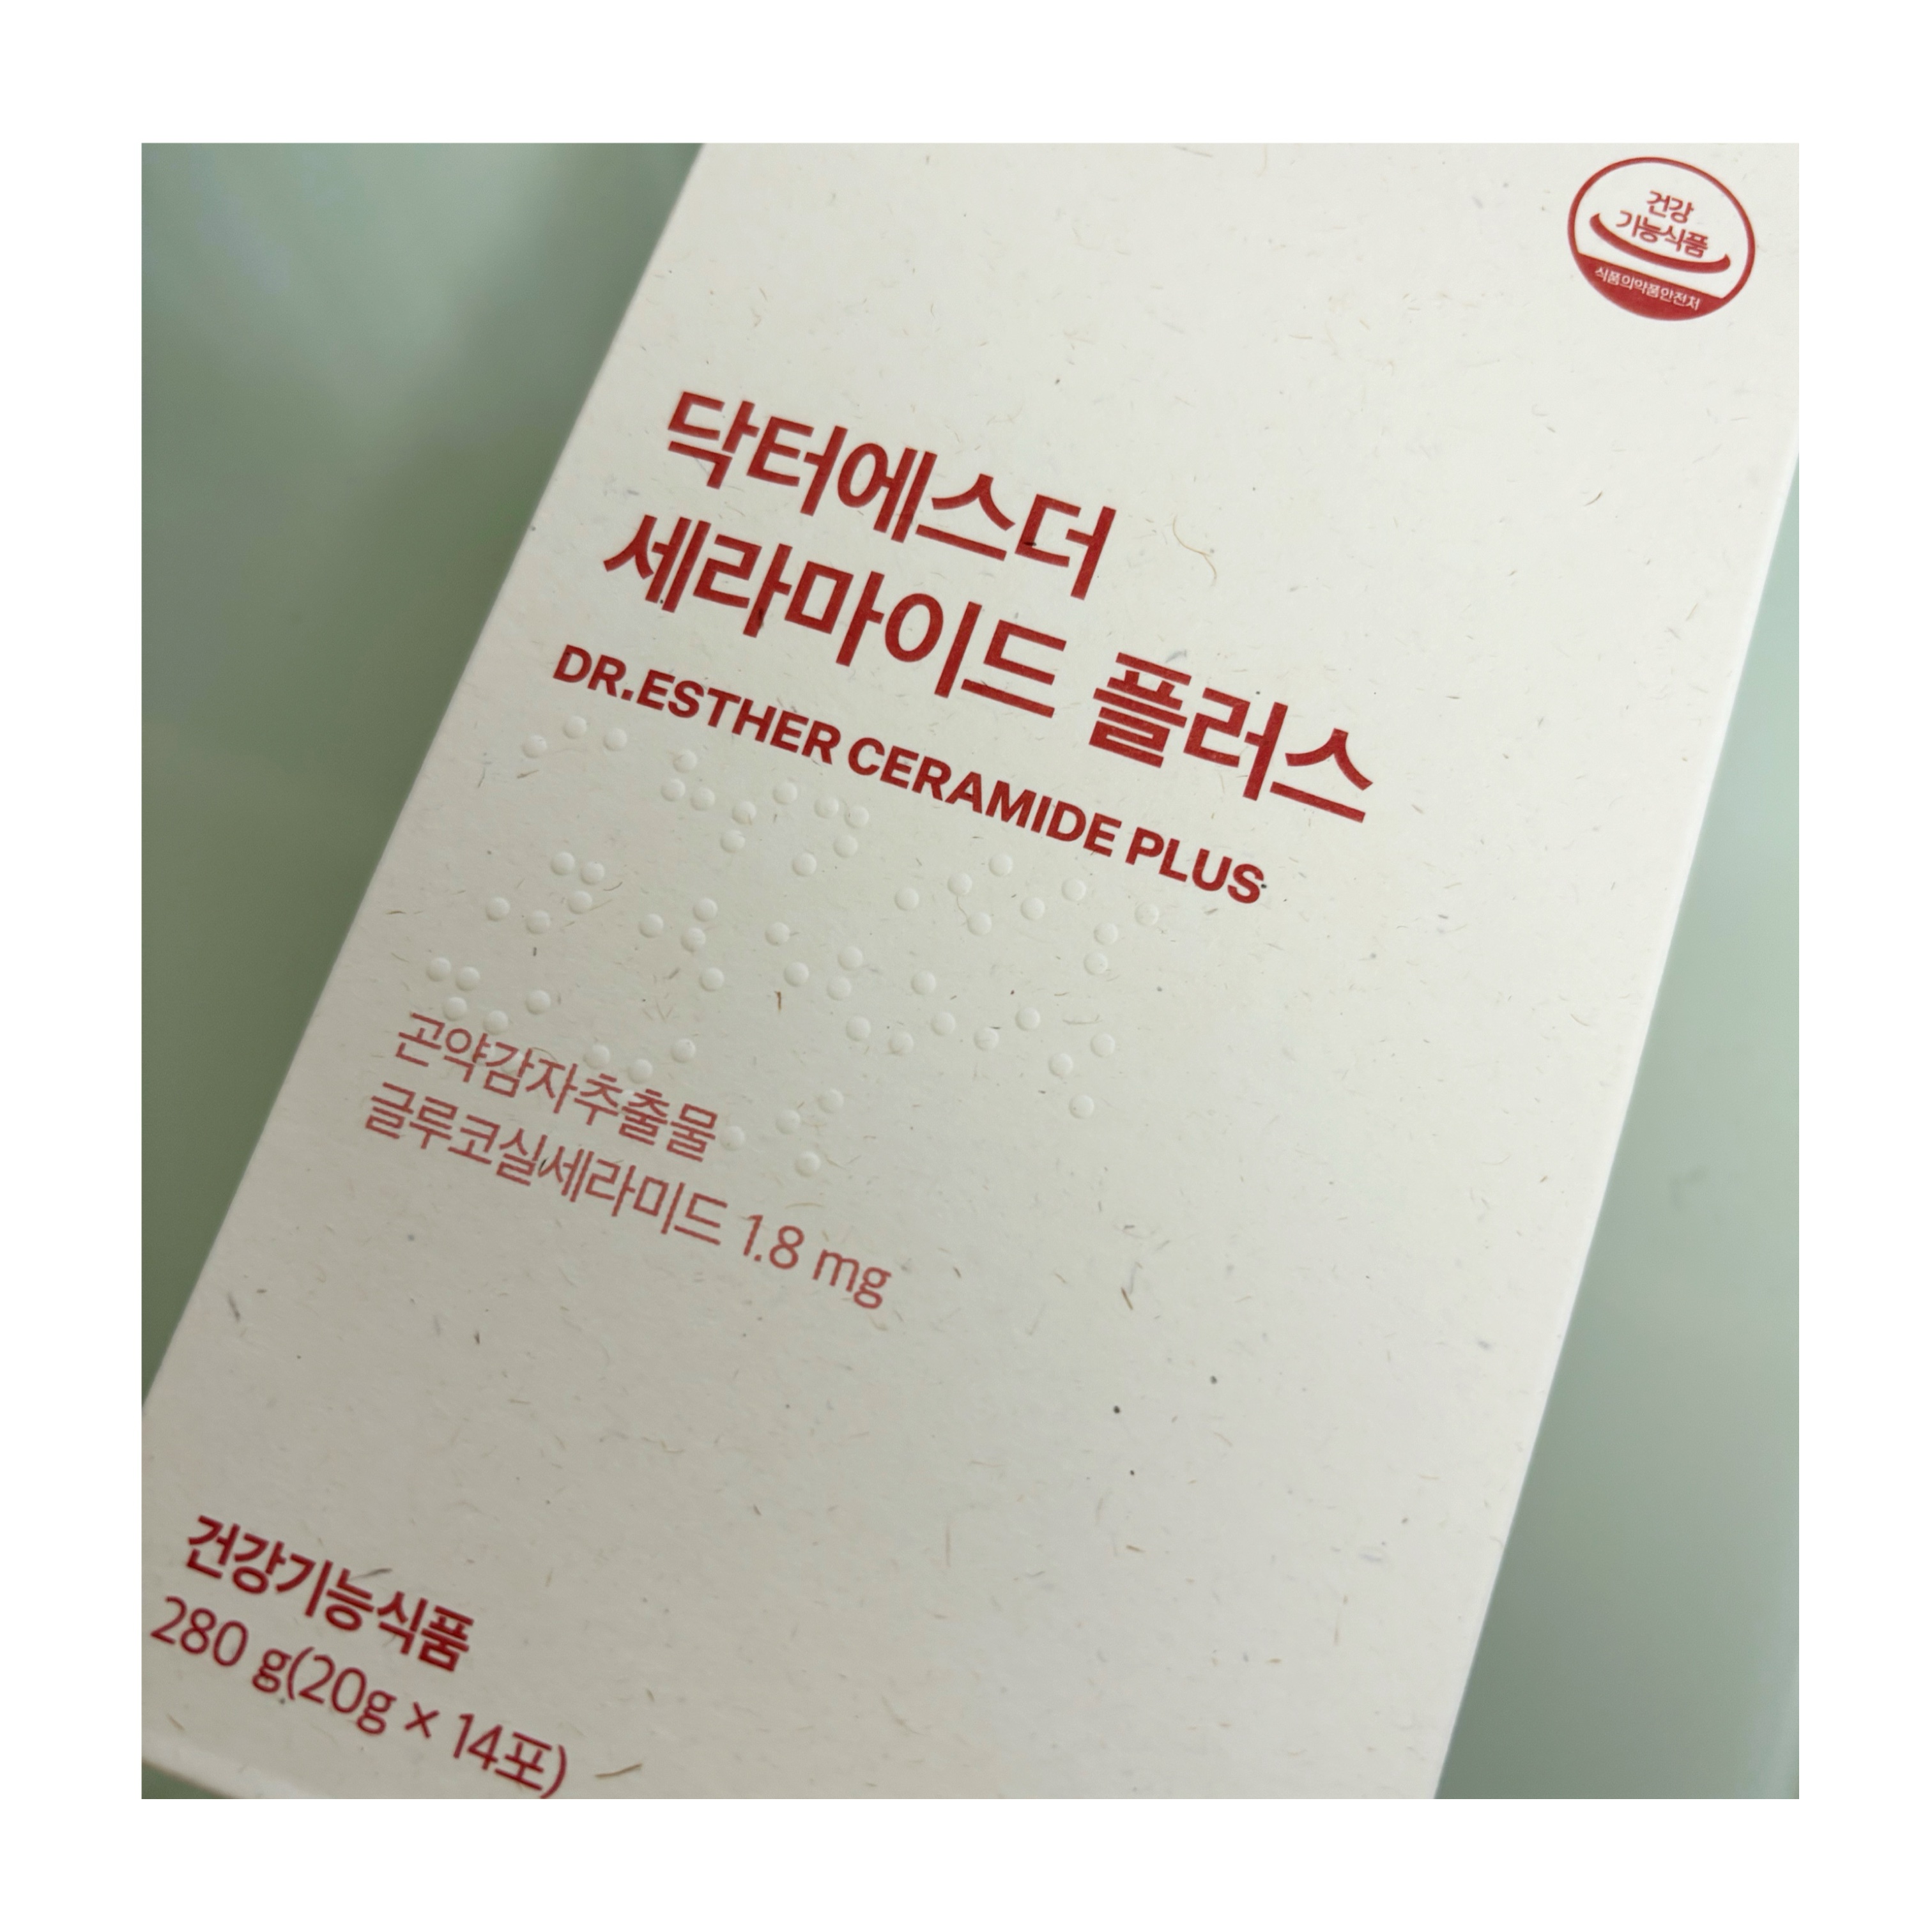 건강
기능식품
식품의약품안전처
닥터에스더
세라마이드 플러스
DR.ESTHER CERAMIDE PLUS
곤약감자추출물
글루코실세라미드 1.8 mg
건강기능식품
280 g(20g × 14포)